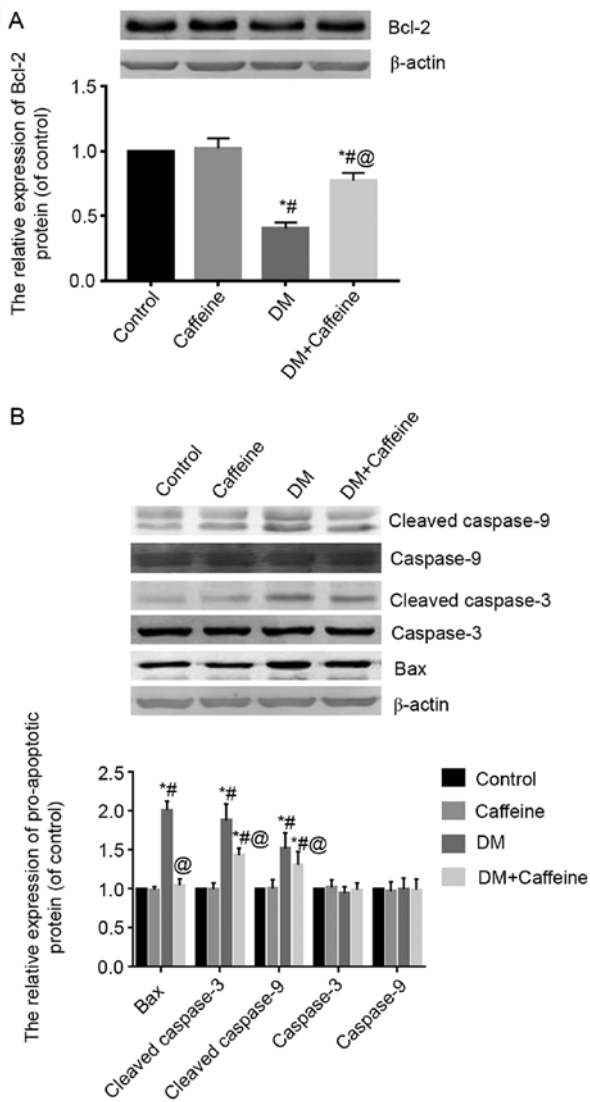 A
Bcl-2
β-actin
The relative expression of Bcl-2
protein (of control)
1.5
1.0
0.5
0.0
*#
*#@
Control
Caffeine
DM
DM+Caffeine
B
Control
Caffeine
DM
DM+Caffeine
Cleaved caspase-9
Caspase-9
Cleaved caspase-3
Caspase-3
Bax
β-actin
The relative expression of pro-apoptotic
protein (of control)
2.5
2.0
1.5
1.0
0.5
0.0
*#
@
*#
*#@
*#
*#@
Bax
Cleaved caspase-3
Cleaved caspase-9
Caspase-3
Caspase-9
Control
Caffeine
DM
DM+Caffeine